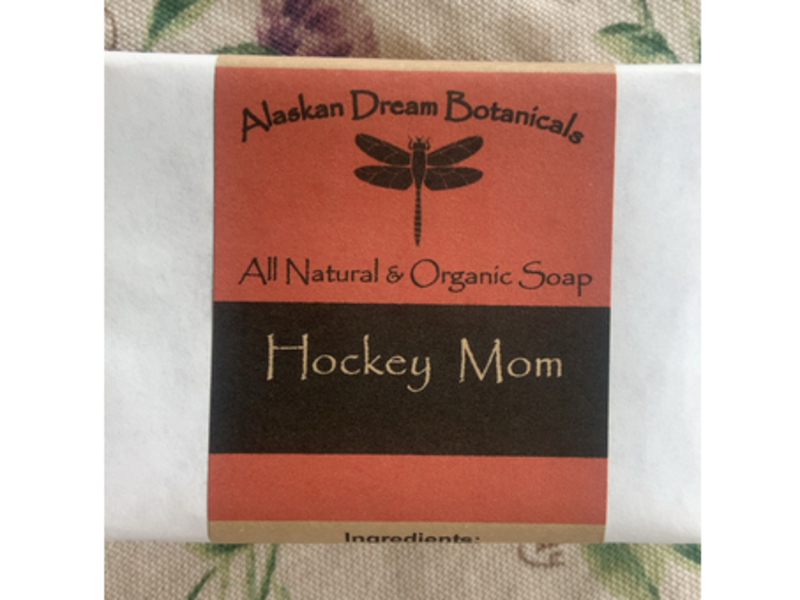 Alaskan Dream Botanicals
All Natural & Organic Soap
Hockey Mom
Ingredients: